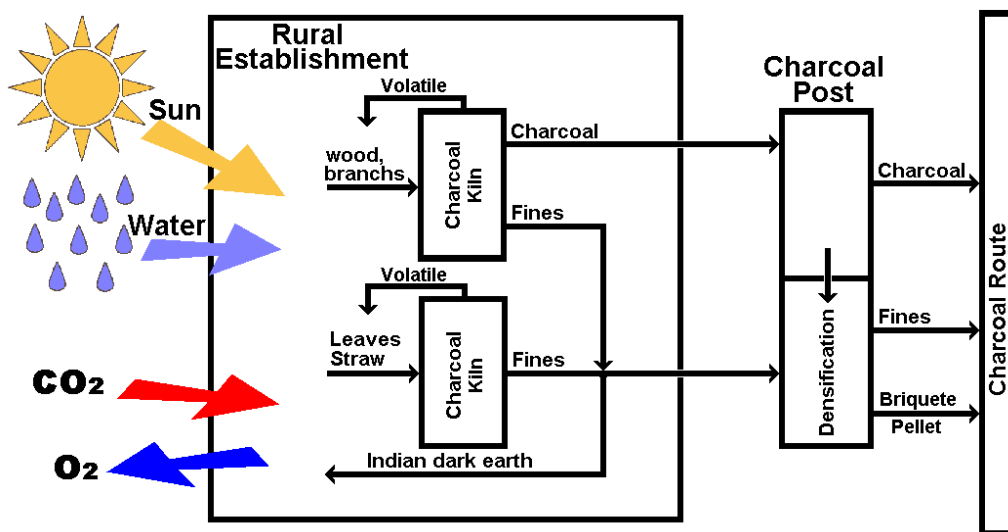 Rural
Establishment
Sun
Water
CO2
O2
Volatile
wood,
branchs
Charcoal
Kiln
Charcoal
Fines
Volatile
Leaves
Straw
Charcoal
Kiln
Fines
Indian dark earth
Charcoal
Post
Densification
Charcoal
Fines
Briquete
Pellet
Charcoal Route